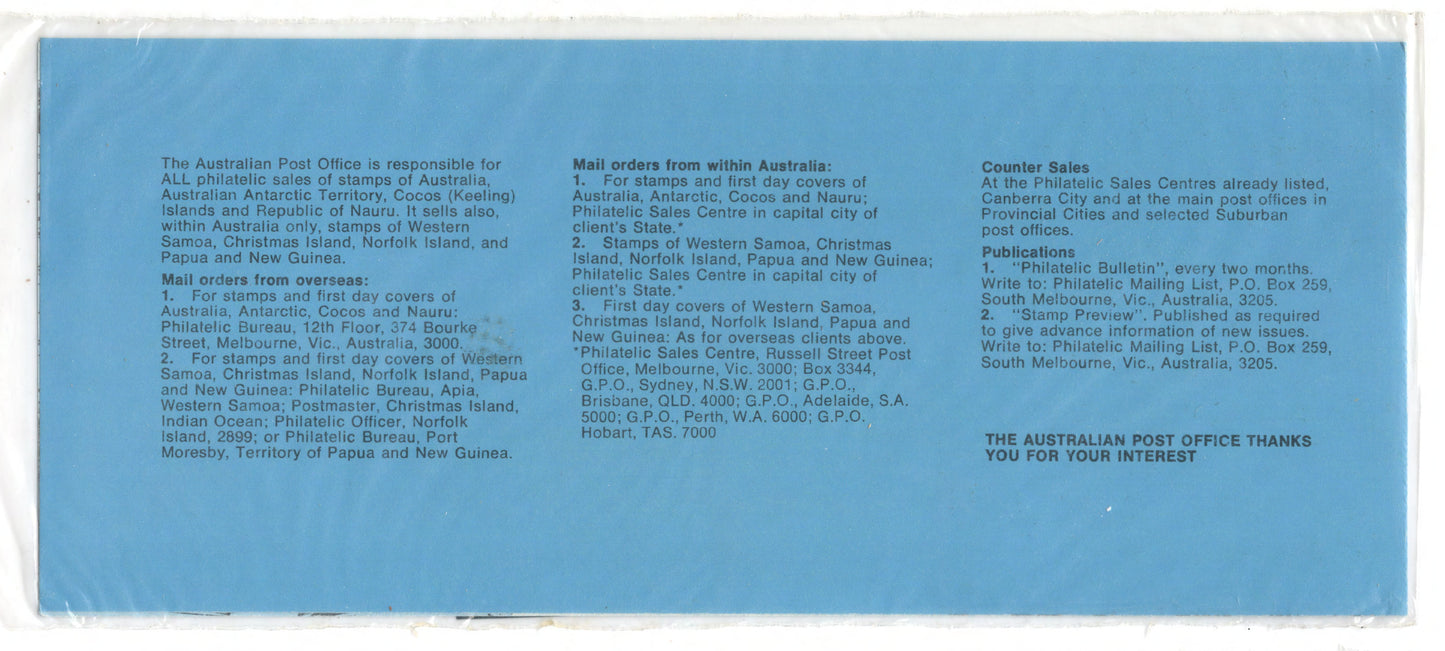 The Australian Post Office is responsible for
ALL philatelic sales of stamps of Australia,
Australian Antarctic Territory, Cocos (Keeling)
Islands and Republic of Nauru. It sells also,
within Australia only, stamps of Western
Samoa, Christmas Island, Norfolk Island, and
Papua and New Guinea.
Mail orders from overseas:
1. For stamps and first day covers of
Australia, Antarctic, Cocos and Nauru:
Philatelic Bureau, 12th Floor, 374 Bourke
Street, Melbourne, Vic., Australia, 3000.
2. For stamps and first day covers of Western
Samoa, Christmas Island, Norfolk Island, Papua
and New Guinea: Philatelic Bureau, Apia,
Western Samoa; Postmaster, Christmas Island,
Indian Ocean; Philatelic Officer, Norfolk
Island, 2899; or Philatelic Bureau, Port
Moresby, Territory of Papua and New Guinea.
Mail orders from within Australia:
1. For stamps and first day covers of
Australia, Antarctic, Cocos and Nauru;
Philatelic Sales Centre in capital city of
client's State.*
2. Stamps of Western Samoa, Christmas
Island, Norfolk Island, Papua and New Guinea;
Philatelic Sales Centre in capital city of
client's State.*
3. First day covers of Western Samoa,
Christmas Island, Norfolk Island, Papua and
New Guinea: As for overseas clients above.
*Philatelic Sales Centre, Russell Street Post
Office, Melbourne, Vic. 3000; Box 3344,
G.P.O., Sydney, N.S.W. 2001; G.P.O.,
Brisbane, QLD. 4000; G.P.O., Adelaide, S.A.
5000; G.P.O., Perth, W.A. 6000; G.P.O.
Hobart, TAS. 7000
Counter Sales
At the Philatelic Sales Centres already listed,
Canberra City and at the main post offices in
Provincial Cities and selected Suburban
post offices.
Publications
1. "Philatelic Bulletin", every two months.
Write to: Philatelic Mailing List, P.O. Box 259,
South Melbourne, Vic., Australia, 3205.
2. "Stamp Preview". Published as required
to give advance information of new issues.
Write to: Philatelic Mailing List, P.O. Box 259,
South Melbourne, Vic., Australia, 3205.
THE AUSTRALIAN POST OFFICE THANKS
YOU FOR YOUR INTEREST